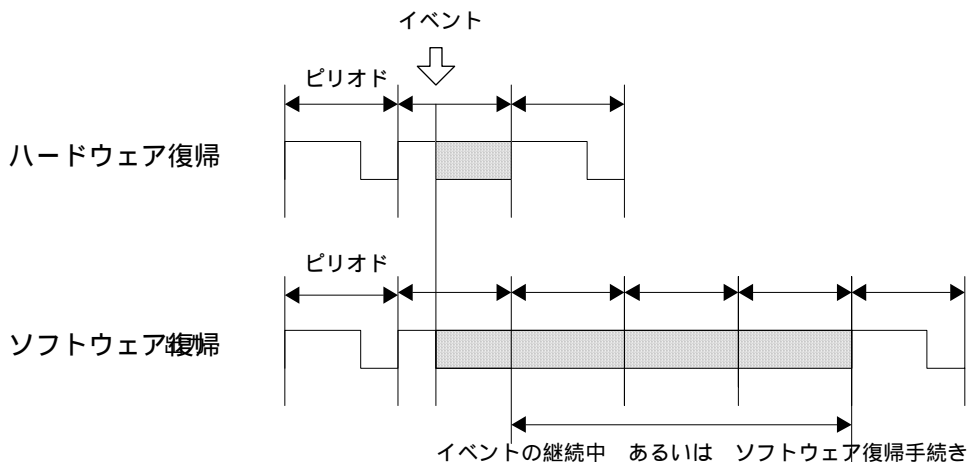 イベント
ピリオド
ハードウェア復帰
ピリオド
ソフトウェア復帰
イベントの継続中 あるいは ソフトウェア復帰手続き